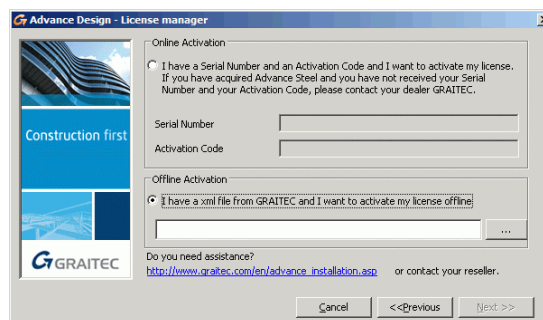 Advance Design - License manager
Online Activation
I have a Serial Number and an Activation Code and I want to activate my license.
If you have acquired Advance Steel and you have not received your Serial
Number and your Activation Code, please contact your dealer GRAITEC.
Serial Number
Construction first
Activation Code
Offline Activation
I have a xml file from GRAITEC and I want to activate my license offline
...
GRAITEC
Do you need assistance?
http://www.graitec.com/en/advance_installation.asp or contact your reseller.
Cancel <<Previous Next >>